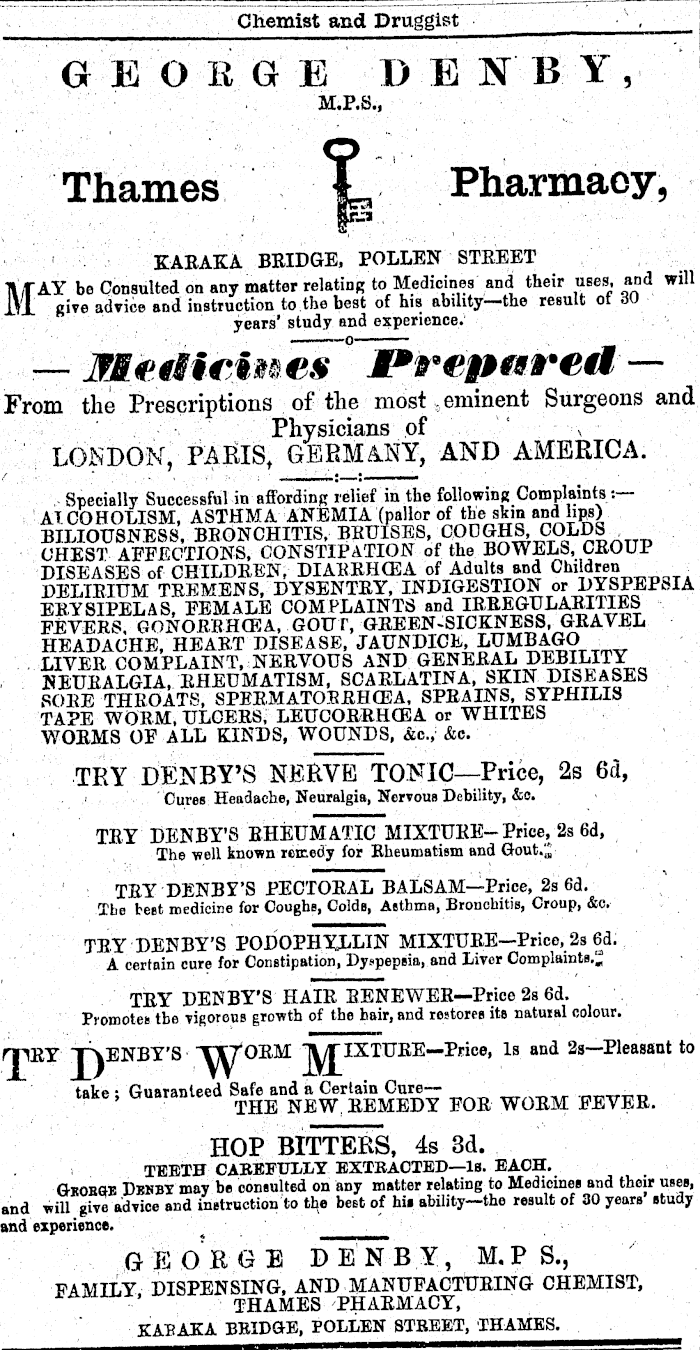 Chemist and Druggist
GEORGE DENBY,
M.P.S.,
Thames Pharmacy,
KARAKA BRIDGE, POLLEN STREET
MAY be Consulted on any matter relating to Medicines and their uses, and will
give advice and instruction to the best of his ability—the result of 30
years' study and experience.
—o—
— Medicines Prepared —
From the Prescriptions of the most eminent Surgeons and
Physicians of
LONDON, PARIS, GERMANY, AND AMERICA.
—:—:—
Specially Successful in affording relief in the following Complaints :—
ALCOHOLISM, ASTHMA ANEMIA (pallor of the skin and lips)
BILIOUSNESS, BRONCHITIS, BRUISES, COUGHS, COLDS
CHEST AFFECTIONS, CONSTIPATION of the BOWELS, CROUP
DISEASES of CHILDREN, DIARRHŒA of Adults and Children
DELIRIUM TREMENS, DYSENTRY, INDIGESTION or DYSPEPSIA
ERYSIPELAS, FEMALE COMPLAINTS and IRREGULARITIES
FEVERS, GONORRHŒA, GOUT, GREEN-SICKNESS, GRAVEL
HEADACHE, HEART DISEASE, JAUNDICE, LUMBAGO
LIVER COMPLAINT, NERVOUS AND GENERAL DEBILITY
NEURALGIA, RHEUMATISM, SCARLATINA, SKIN DISEASES
SORE THROATS, SPERMATORRHŒA, SPRAINS, SYPHILIS
TAPE WORM, ULCERS, LEUCORRHŒA or WHITES
WORMS OF ALL KINDS, WOUNDS, &c., &c.
TRY DENBY'S NERVE TONIC—Price, 2s 6d,
Cures Headache, Neuralgia, Nervous Debility, &c.
TRY DENBY'S RHEUMATIC MIXTURE—Price, 2s 6d,
The well known remedy for Rheumatism and Gout.
TRY DENBY'S PECTORAL BALSAM—Price, 2s 6d.
The best medicine for Coughs, Colds, Asthma, Bronchitis, Croup, &c.
TRY DENBY'S PODOPHYLLIN MIXTURE—Price, 2s 6d.
A certain cure for Constipation, Dyspepsia, and Liver Complaints.
TRY DENBY'S HAIR RENEWER—Price 2s 6d.
Promotes the vigorous growth of the hair, and restores its natural colour.
TRY DENBY'S WORM MIXTURE—Price, 1s and 2s—Pleasant to
take ; Guaranteed Safe and a Certain Cure—
THE NEW REMEDY FOR WORM FEVER.
HOP BITTERS, 4s 3d.
TEETH CAREFULLY EXTRACTED—1s. EACH.
GEORGE DENBY may be consulted on any matter relating to Medicines and their uses,
and will give advice and instruction to the best of his ability—the result of 30 years' study
and experience.
GEORGE DENBY, M.P S.,
FAMILY, DISPENSING, AND MANUFACTURING CHEMIST,
THAMES PHARMACY,
KARAKA BRIDGE, POLLEN STREET, THAMES.